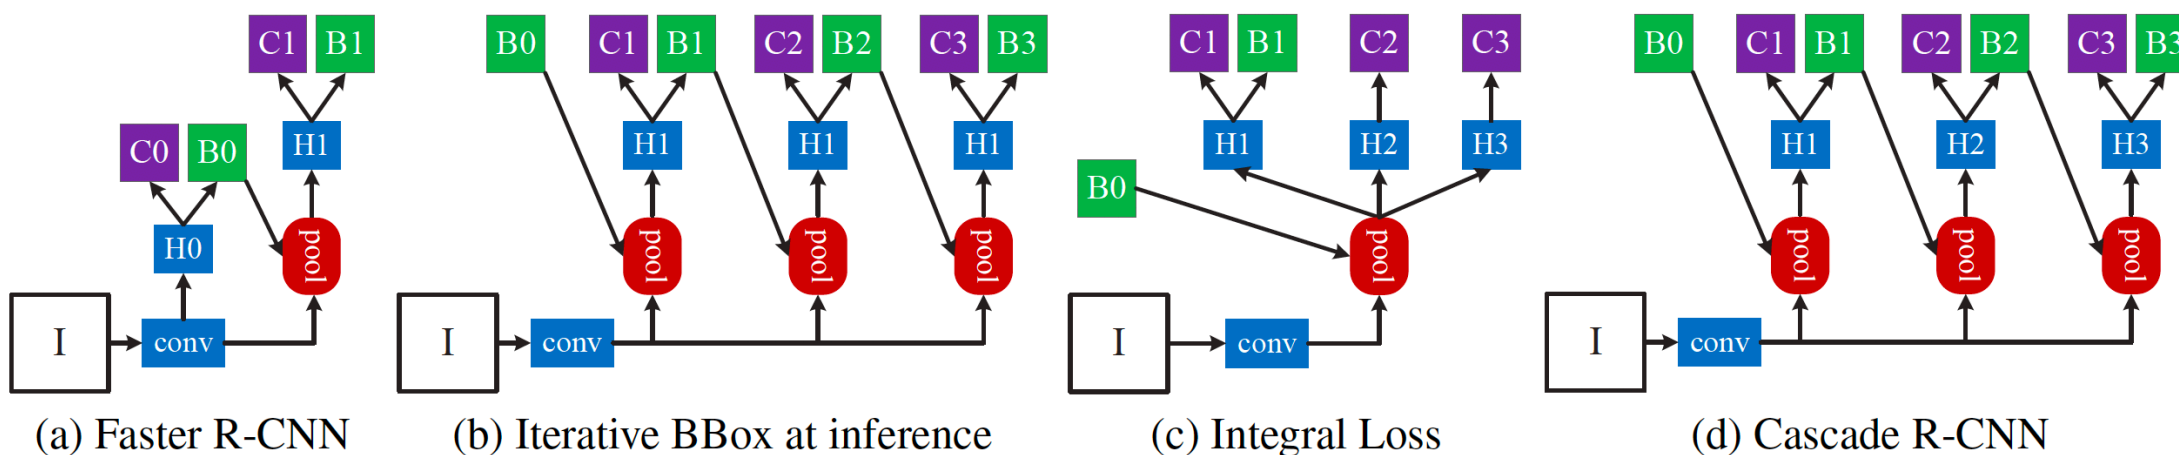 C1 B1
C0 B0
H1
H0
pool
I
conv
(a) Faster R-CNN
B0 C1 B1 C2 B2 C3 B3
H1 H1 H1
pool pool pool
I
conv
(b) Iterative BBox at inference
C1 B1 C2 C3
H1 H2 H3
B0
pool
I
conv
(c) Integral Loss
B0 C1 B1 C2 B2 C3 B3
H1 H2 H3
pool pool pool
I
conv
(d) Cascade R-CNN